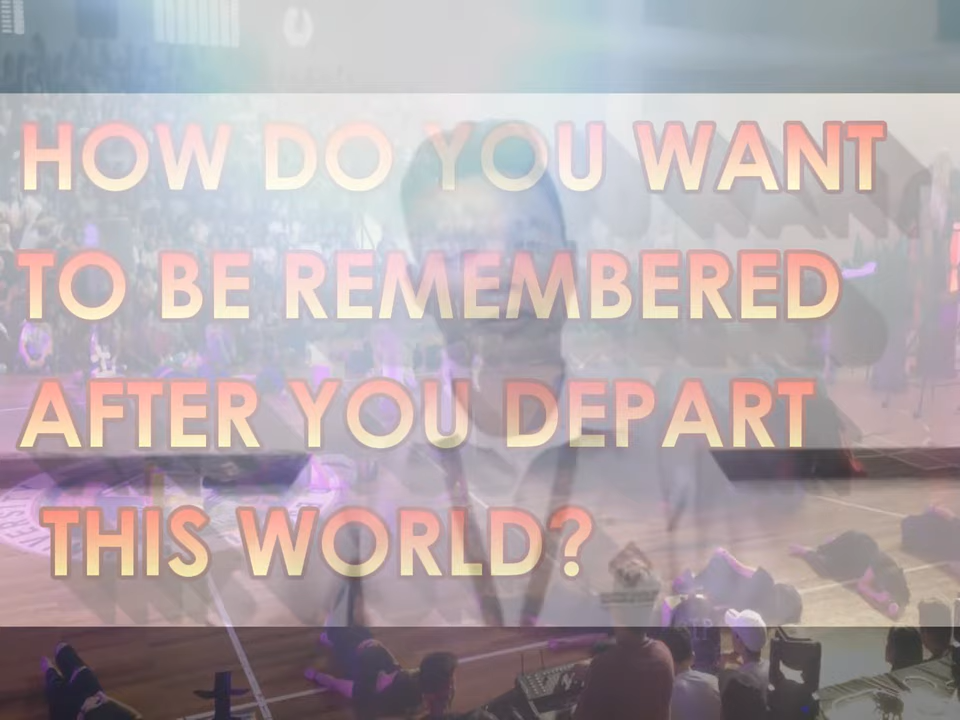 HOW DO YOU WANT
TO BE REMEMBERED
AFTER YOU DEPART
THIS WORLD?